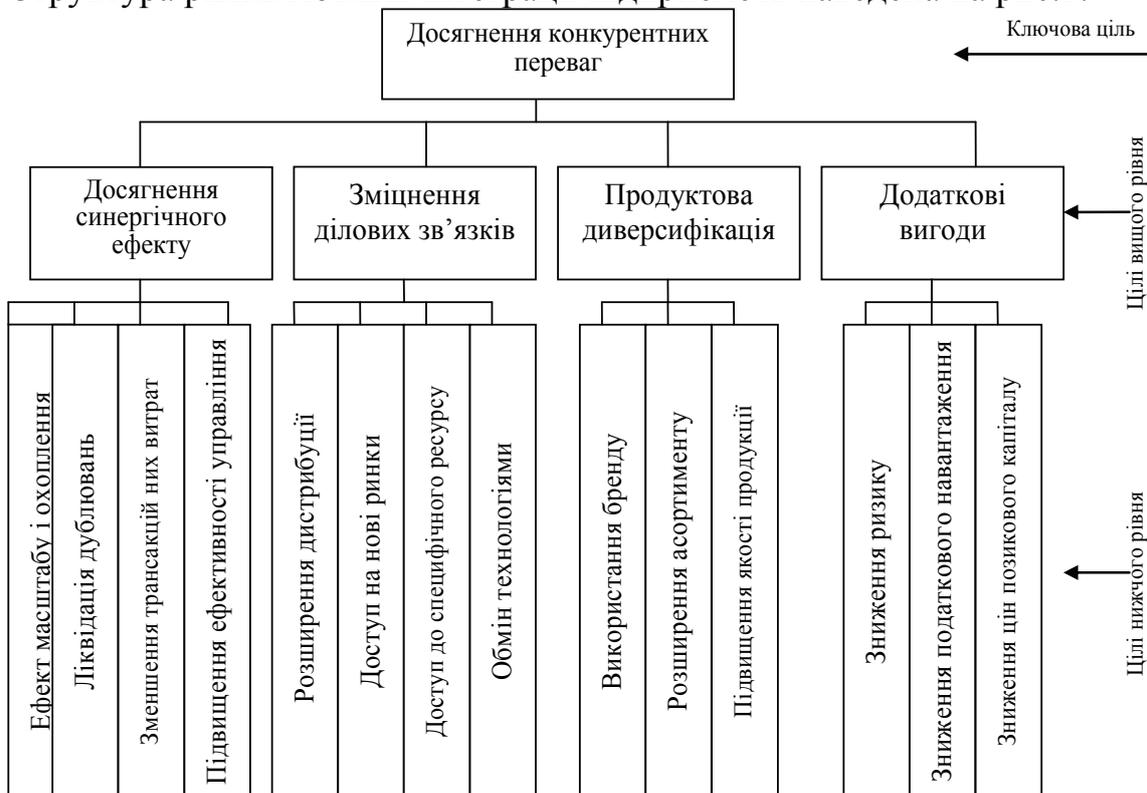 Досягнення конкурентних
переваг
Ключова ціль
Досягнення
синергічного
ефекту
Зміцнення
ділових зв’язків
Продуктова
диверсифікація
Додаткові
вигоди
Цілі вищого рівня
Ефект масштабу і охоплення
Ліквідація дублювань
Зменшення трансакцій них витрат
Підвищення ефективності управління
Розширення дистрибуції
Доступ на нові ринки
Доступ до специфічного ресурсу
Обмін технологіями
Використання бренду
Розширення асортименту
Підвищення якості продукції
Зниження ризику
Зниження податкового навантаження
Зниження цін позикового капіталу
Цілі нижчого рівня